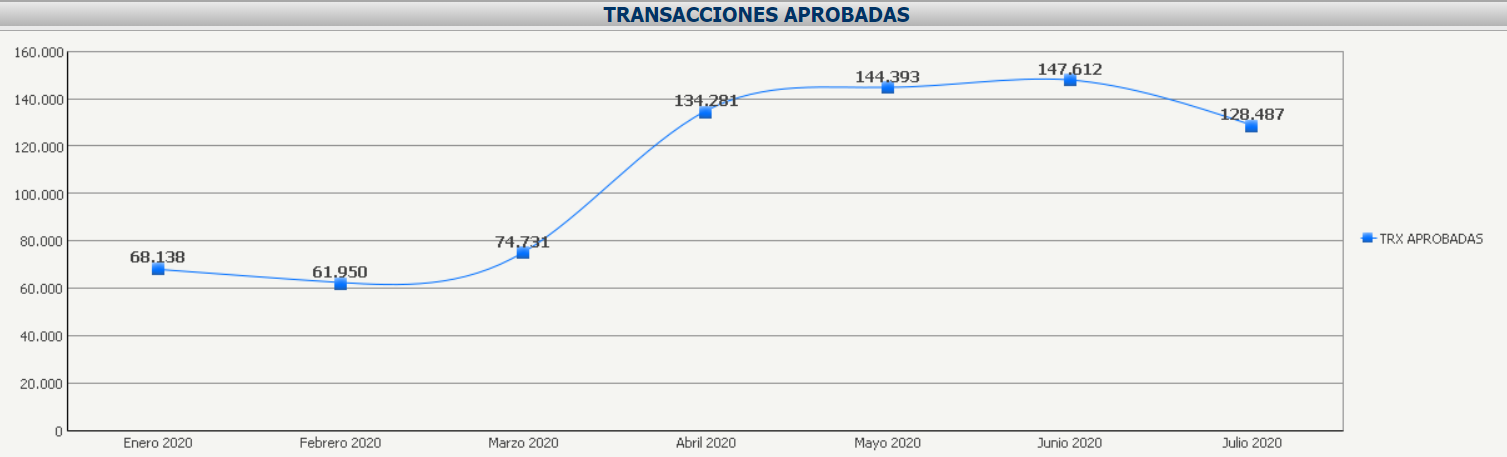 TRANSACCIONES APROBADAS
160.000
140.000
120.000
100.000
80.000
60.000
40.000
20.000
0
68.138
61.950
74.731
134.281
144.393
147.612
128.487
Enero 2020
Febrero 2020
Marzo 2020
Abril 2020
Mayo 2020
Junio 2020
Julio 2020
TRX APROBADAS